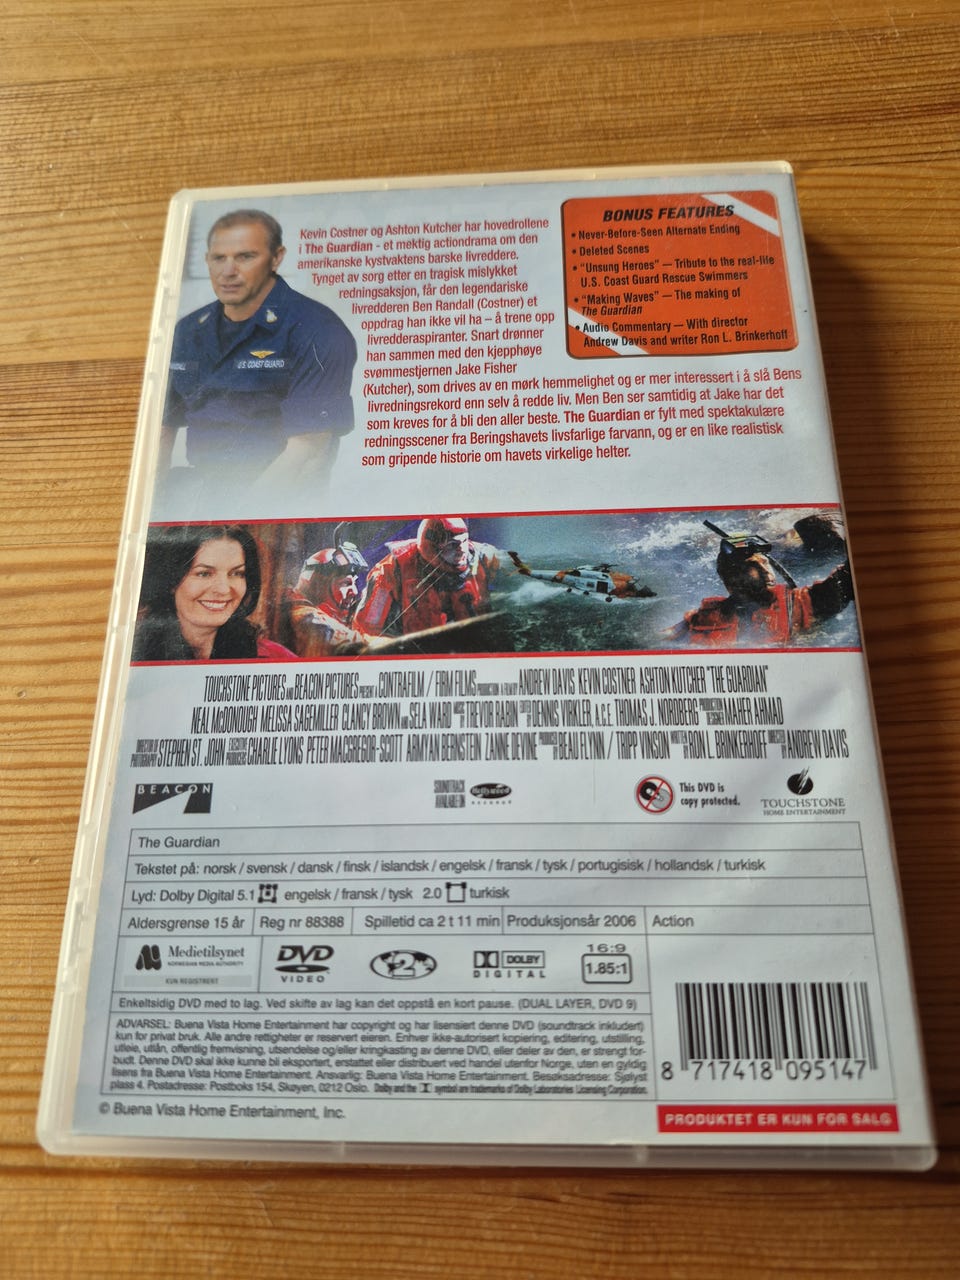 Kevin Costner og Ashton Kutcher har hovedrollene
i The Guardian - et mektig actiondrama om den
amerikanske kystvaktens barske livreddere.
Tynget av sorg etter en tragisk mislykket
redningsaksjon, får den legendariske
livredderen Ben Randall (Costner) et
oppdrag han ikke vil ha – å trene opp
livredderaspiranter. Snart drønner
han sammen med den kjepphøye
svømmestjernen Jake Fisher
(Kutcher), som drives av en mørk hemmelighet og er mer interessert i å slå Bens
livredningsrekord enn selv å redde liv. Men Ben ser samtidig at Jake har det
som kreves for å bli den aller beste. The Guardian er fylt med spektakulære
redningsscener fra Beringshavets livsfarlige farvann, og er en like realistisk
som gripende historie om havets virkelige helter.
BONUS FEATURES
• Never-Before-Seen Alternate Ending
• Deleted Scenes
• "Unsung Heroes" — Tribute to the real-life
U.S. Coast Guard Rescue Swimmers
• "Making Waves" — The making of
The Guardian
• Audio Commentary — With director
Andrew Davis and writer Ron L. Brinkerhoff
U.S. COAST GUARD
TOUCHSTONE PICTURES AND BEACON PICTURES PRESENT A CONTRAFILM / FIRM FILMS PRODUCTION A FILM BY ANDREW DAVIS KEVIN COSTNER ASHTON KUTCHER "THE GUARDIAN"
NEAL McDONOUGH MELISSA SAGEMILLER CLANCY BROWN AND SELA WARD MUSIC BY TREVOR RABIN EDITED BY DENNIS VIRKLER, A.C.E. THOMAS J. NORDBERG PRODUCTION DESIGNER MAHER AHMAD
DIRECTOR OF PHOTOGRAPHY STEPHEN ST. JOHN EXECUTIVE PRODUCERS CHARLIE LYONS PETER MACGREGOR-SCOTT ARMYAN BERNSTEIN ZANNE DEVINE PRODUCED BY BEAU FLYNN / TRIPP VINSON WRITTEN BY RON L. BRINKERHOFF DIRECTED BY ANDREW DAVIS
BEACON
SOUNDTRACK AVAILABLE ON
Hollywood
RECORDS
This DVD is
copy protected.
TOUCHSTONE
HOME ENTERTAINMENT
The Guardian
Tekstet på: norsk / svensk / dansk / finsk / islandsk / engelsk / fransk / tysk / portugisisk / hollandsk / turkisk
Lyd: Dolby Digital 5.1 engelsk / fransk / tysk 2.0 turkisk
Aldersgrense 15 år Reg nr 88388 Spilletid ca 2 t 11 min Produksjonsår 2006 Action
Medietilsynet
NORWEGIAN MEDIA AUTHORITY
KUN REGISTRERT
DVD
VIDEO
2
DOLBY
DIGITAL
16:9
1.85:1
Enkeltsidig DVD med to lag. Ved skifte av lag kan det oppstå en kort pause. (DUAL LAYER, DVD 9)
ADVARSEL: Buena Vista Home Entertainment har copyright og har lisensiert denne DVD (soundtrack inkludert)
kun for privat bruk. Alle andre rettigheter er reservert eieren. Enhver ikke-autorisert kopiering, editering, utstilling,
utleie, utlån, offentlig fremvisning, utsendelse og/eller kringkasting av denne DVD, eller deler av den, er strengt for-
budt. Denne DVD skal ikke kunne bli eksportert, erstattet eller distribuert ved handel utenfor Norge, uten en gyldig
lisens fra Buena Vista Home Entertainment. Ansvarlig: Buena Vista Home Entertainment. Besøksadresse: Sjølyst
plass 4. Postadresse: Postboks 154, Skøyen, 0212 Oslo. Dolby and the symbol are trademarks of Dolby Laboratories Licensing Corporation.
8 717418 095147
© Buena Vista Home Entertainment, Inc.
PRODUKTET ER KUN FOR SALG